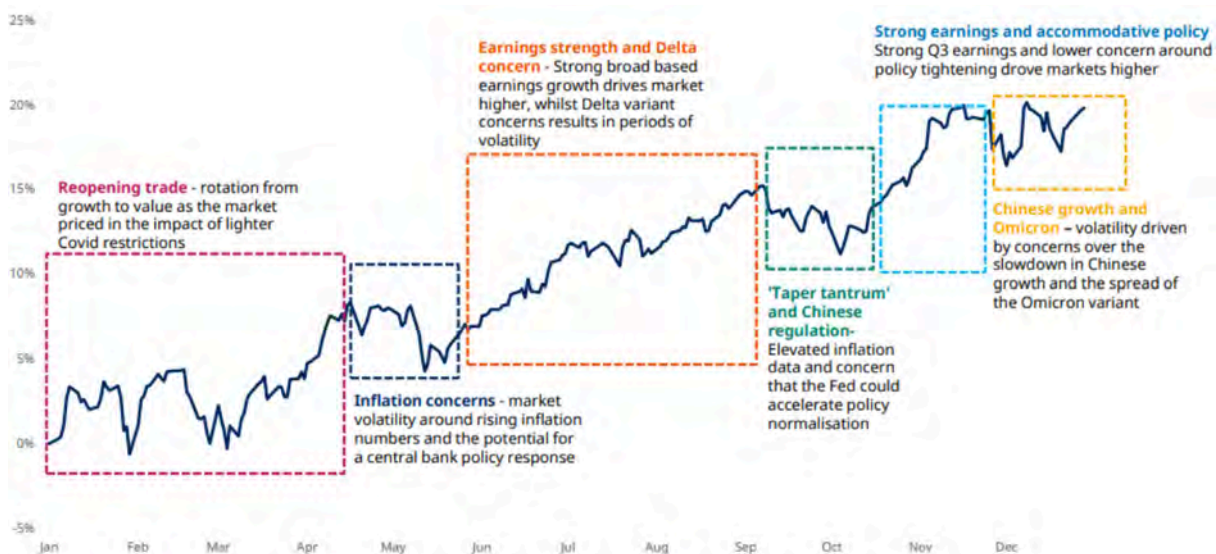 25%
20%
15%
10%
5%
0%
-5%
Reopening trade - rotation from
growth to value as the market
priced in the impact of lighter
Covid restrictions
Inflation concerns - market
volatility around rising inflation
numbers and the potential for
a central bank policy response
Earnings strength and Delta
concern - Strong broad based
earnings growth drives market
higher, whilst Delta variant
concerns results in periods of
volatility
'Taper tantrum'
and Chinese
regulation-
Elevated inflation
data and concern
that the Fed could
accelerate policy
normalisation
Strong earnings and accommodative policy
Strong Q3 earnings and lower concern around
policy tightening drove markets higher
Chinese growth and
Omicron – volatility driven
by concerns over the
slowdown in Chinese
growth and the spread of
the Omicron variant
Jan Feb Mar Apr May Jun Jul Aug Sep Oct Nov Dec